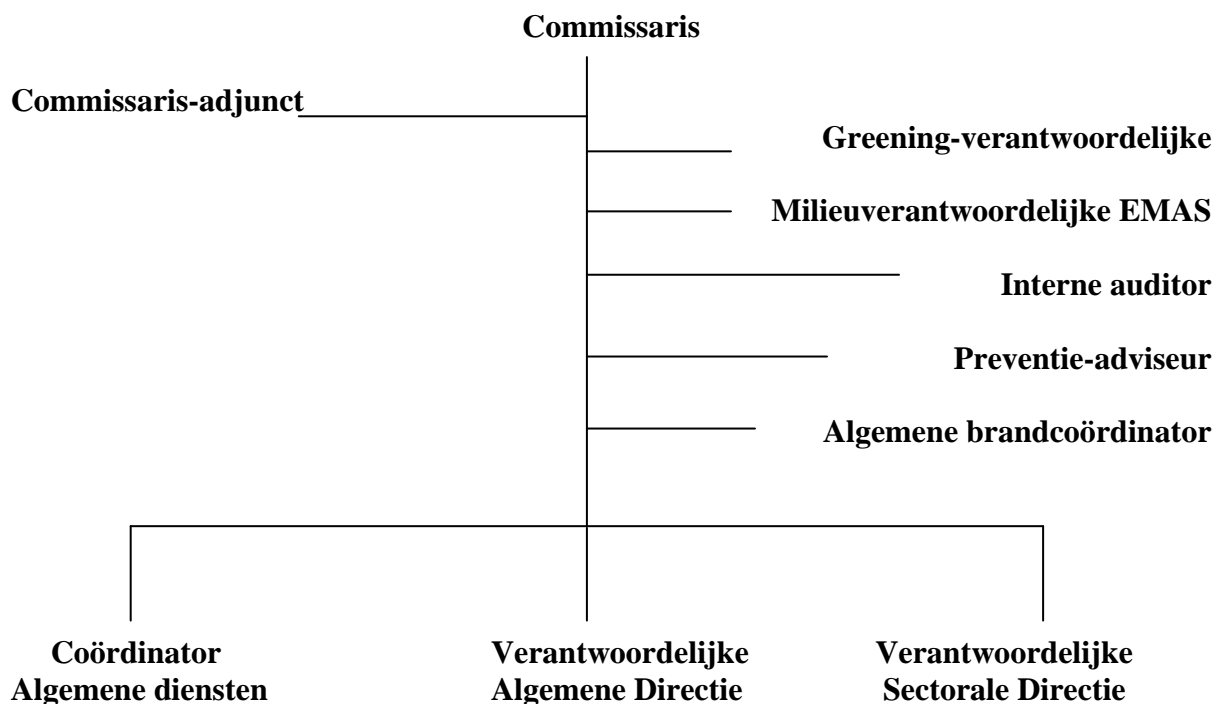 Commissaris
Commissaris-adjunct
Greening-verantwoordelijke
Milieuverantwoordelijke EMAS
Interne auditor
Preventie-adviseur
Algemene brandcoördinator
Coördinator
Algemene diensten
Verantwoordelijke
Algemene Directie
Verantwoordelijke
Sectorale Directie